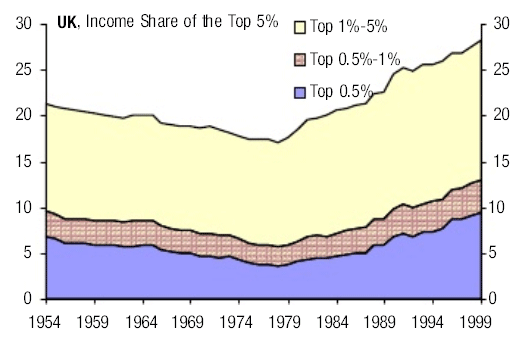 30 UK, Income Share of the Top 5% 30
Top 1%-5%
25
Top 0.5%-1%
Top 0.5%
20 20
15 15
10 10
5 5
0 0
1954 1959 1964 1969 1974 1979 1984 1989 1994 1999